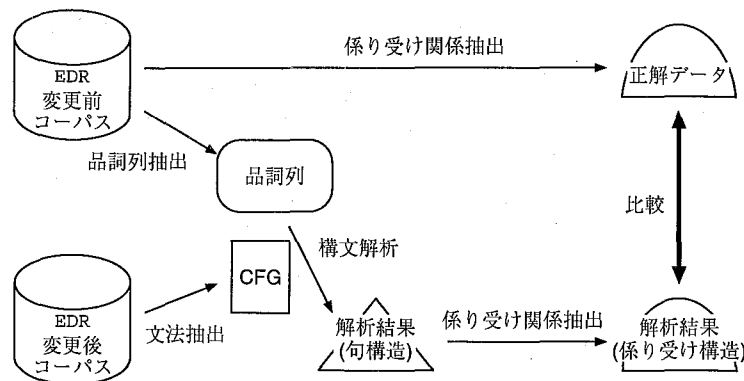 係り受け関係抽出
EDR
変更前
コーパス
正解データ
品詞列抽出
品詞列
比較
構文解析
CFG
EDR
変更後
コーパス
文法抽出
解析結果
(句構造)
係り受け関係抽出
解析結果
(係り受け構造)